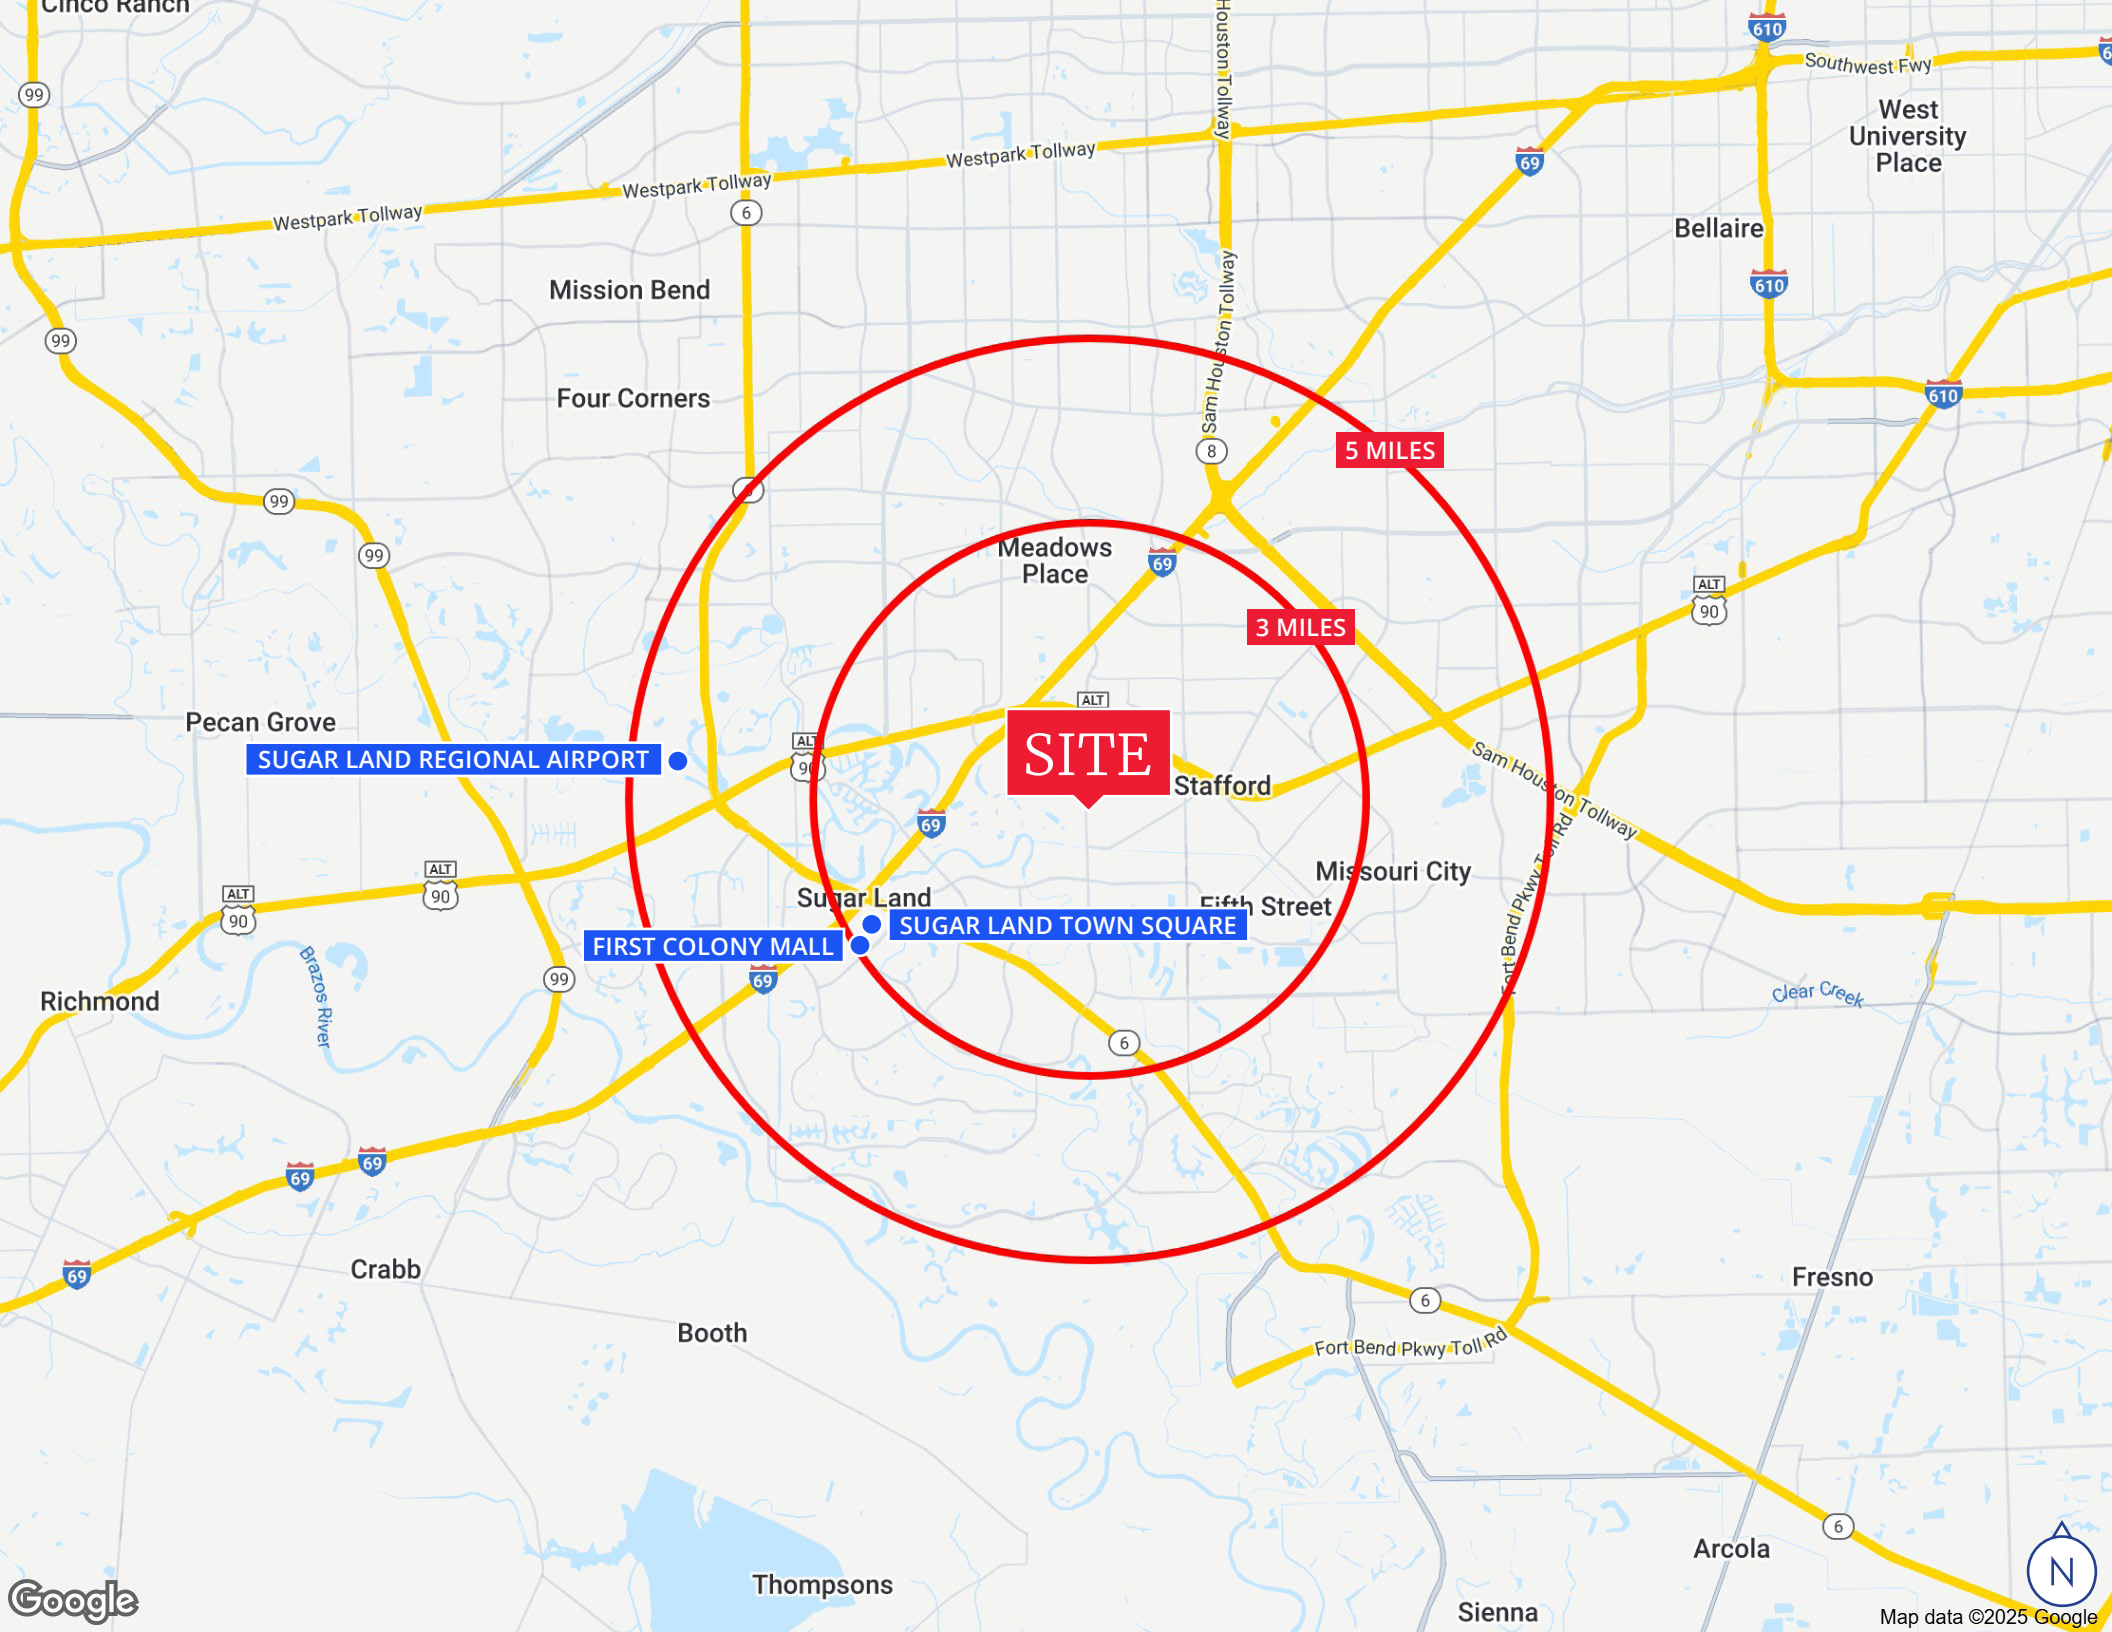 Cinco Ranch
Houston Tollway
610
Southwest Fwy
6
99
West
University
Place
Westpark Tollway
69
Westpark Tollway
6
Westpark Tollway
Bellaire
610
Mission Bend
Sam Houston Tollway
99
Four Corners
610
8
5 MILES
99
Meadows
Place
69
99
ALT
90
3 MILES
ALT
Pecan Grove
SUGAR LAND REGIONAL AIRPORT
ALT
90
SITE
Stafford
Sam Houston Tollway
69
Missouri City
Fort Bend Pkwy Toll Rd
ALT
90
ALT
90
Sugar Land
Fifth Street
SUGAR LAND TOWN SQUARE
FIRST COLONY MALL
69
99
Brazos River
Richmond
Clear Creek
6
69
69
69
Crabb
Fresno
6
Booth
Fort Bend Pkwy Toll Rd
6
Arcola
Thompsons
Sienna
N
Google
Map data ©2025 Google